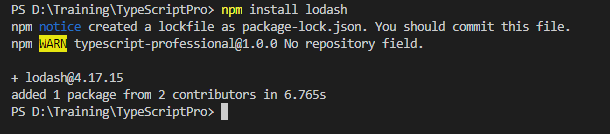 PS D:\Training\TypeScriptPro> npm install lodash
npm notice created a lockfile as package-lock.json. You should commit this file.
npm WARN typescript-professional@1.0.0 No repository field.
+ lodash@4.17.15
added 1 package from 2 contributors in 6.765s
PS D:\Training\TypeScriptPro>